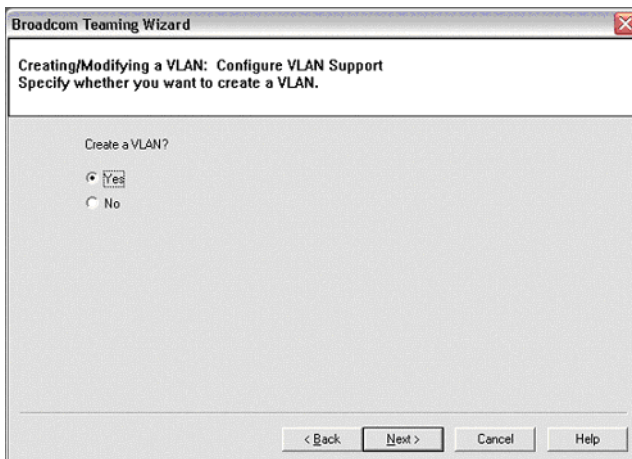 Broadcom Teaming Wizard
Creating/Modifying a VLAN: Configure VLAN Support
Specify whether you want to create a VLAN.
Create a VLAN?
Yes
No
< Back Next > Cancel Help